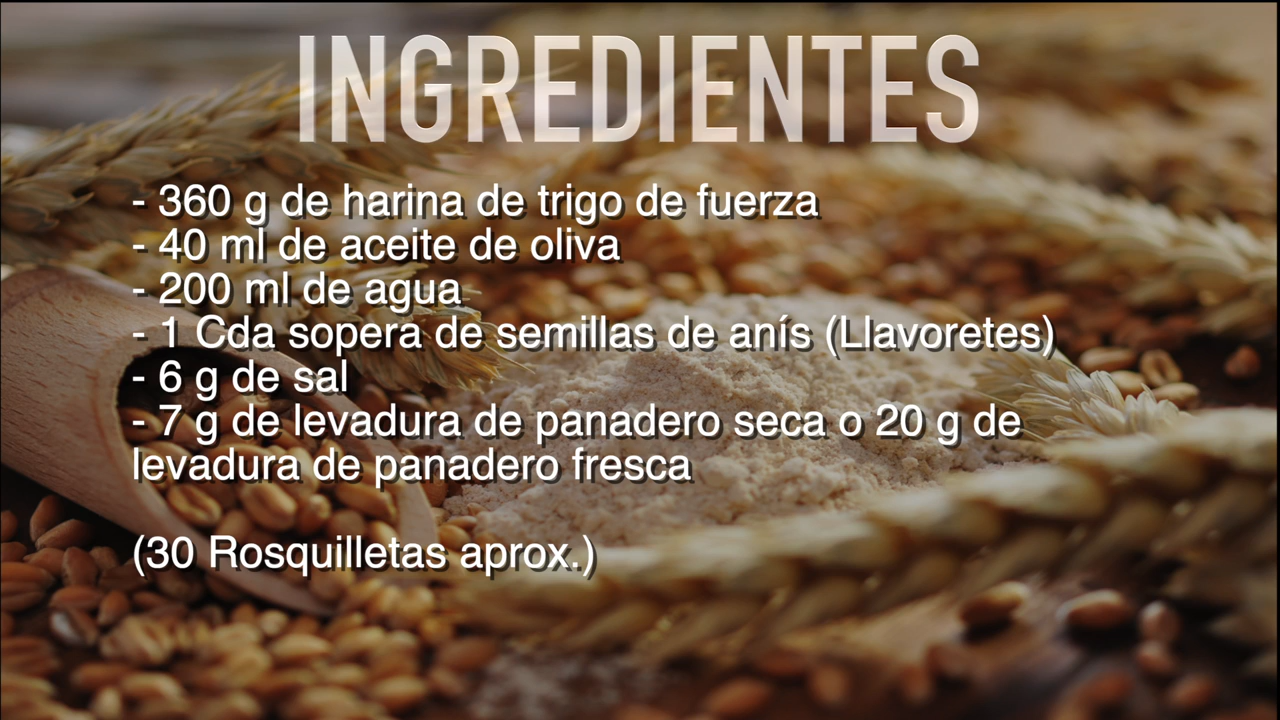 INGREDIENTES
- 360 g de harina de trigo de fuerza
- 40 ml de aceite de oliva
- 200 ml de agua
- 1 Cda sopera de semillas de anís (Llavoretes)
- 6 g de sal
- 7 g de levadura de panadero seca o 20 g de
levadura de panadero fresca
(30 Rosquilletas aprox.)